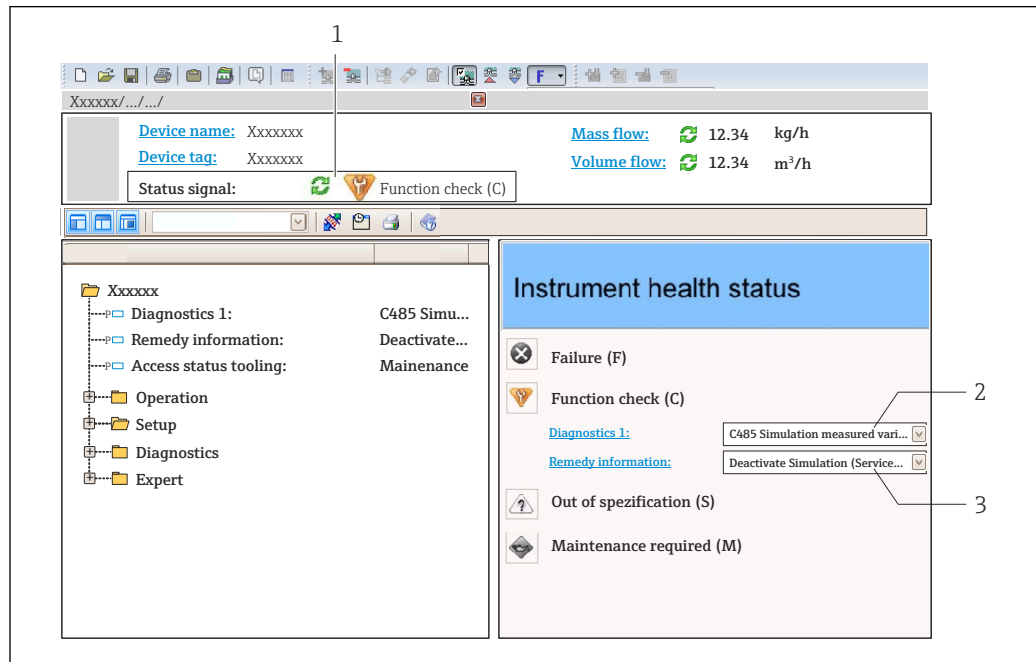 1
F
Xxxxxx/.../.../
Device name: Xxxxxxx
Mass flow: 12.34 kg/h
Device tag: Xxxxxxx
Volume flow: 12.34 m³/h
Status signal: Function check (C)
Xxxxxx
Diagnostics 1: C485 Simu...
Remedy information: Deactivate...
Access status tooling: Mainenance
Operation
Setup
Diagnostics
Expert
Instrument health status
Failure (F)
Function check (C)
2
Diagnostics 1: C485 Simulation measured vari...
Remedy information: Deactivate Simulation (Service...
3
Out of spezification (S)
Maintenance required (M)